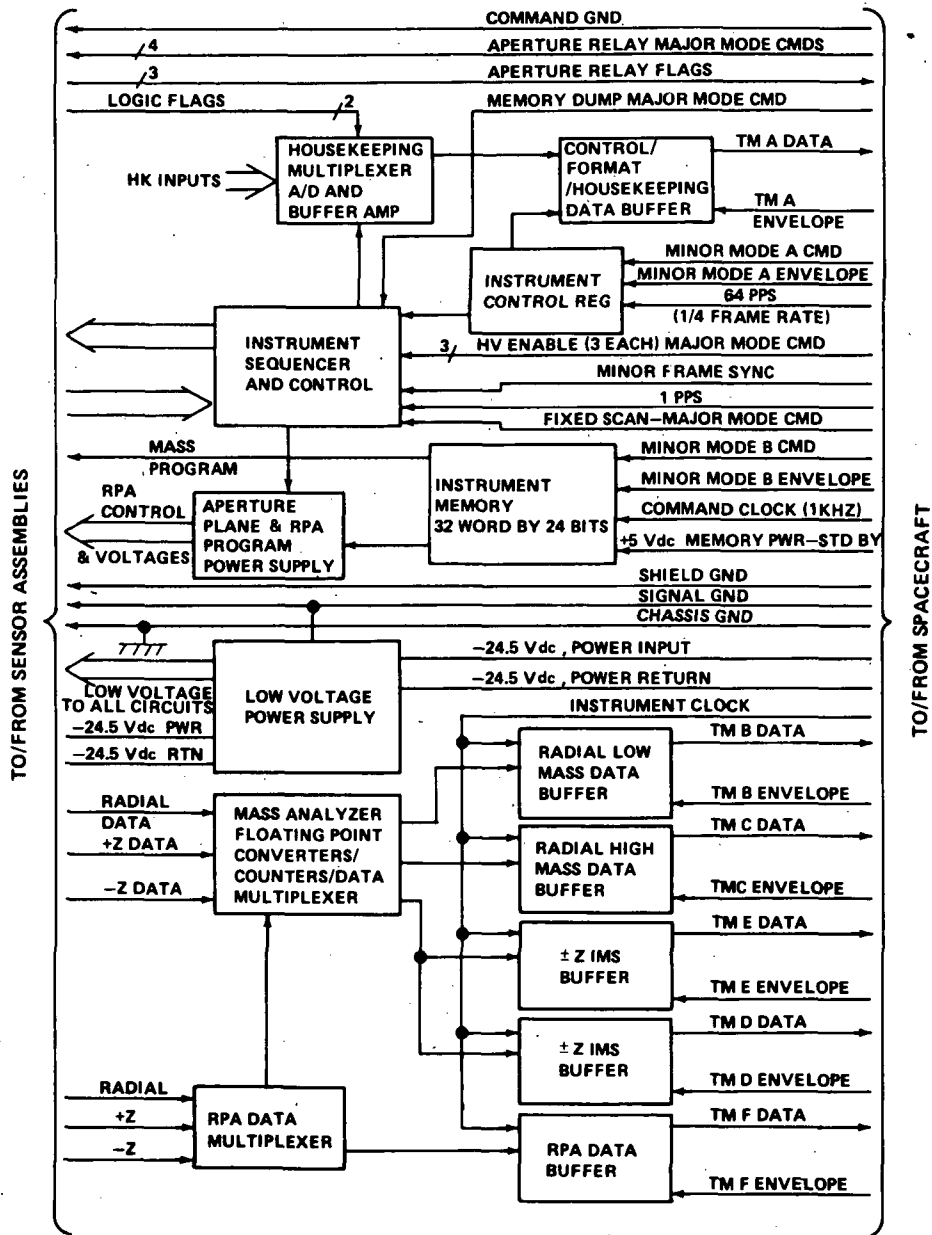 COMMAND GND
4
APERTURE RELAY MAJOR MODE CMDS
3
APERTURE RELAY FLAGS
LOGIC FLAGS
2
MEMORY DUMP MAJOR MODE CMD
HOUSEKEEPING
MULTIPLEXER
A/D AND
BUFFER AMP
HK INPUTS
CONTROL/
FORMAT
/HOUSEKEEPING
DATA BUFFER
TM A DATA
TM A
ENVELOPE
INSTRUMENT
CONTROL REG
MINOR MODE A CMD
MINOR MODE A ENVELOPE
64 PPS
(1/4 FRAME RATE)
INSTRUMENT
SEQUENCER
AND CONTROL
3/
HV ENABLE (3 EACH) MAJOR MODE CMD
MINOR FRAME SYNC
1 PPS
FIXED SCAN-MAJOR MODE CMD
MASS
PROGRAM
RPA
CONTROL
& VOLTAGES
APERTURE
PLANE & RPA
PROGRAM
POWER SUPPLY
INSTRUMENT
MEMORY
32 WORD BY 24 BITS
MINOR MODE B CMD
MINOR MODE B ENVELOPE
COMMAND CLOCK (1KHZ)
+5 Vdc MEMORY PWR-STD BY
TO/FROM SENSOR ASSEMBLIES
TO/FROM SPACECRAFT
SHIELD GND
SIGNAL GND
CHASSIS GND
LOW VOLTAGE
TO ALL CIRCUITS
-24.5 Vdc PWR
-24.5 Vdc RTN
LOW VOLTAGE
POWER SUPPLY
-24.5 Vdc , POWER INPUT
-24.5 Vdc , POWER RETURN
INSTRUMENT CLOCK
RADIAL LOW
MASS DATA
BUFFER
TM B DATA
TM B ENVELOPE
RADIAL
DATA
+Z DATA
-Z DATA
MASS ANALYZER
FLOATING POINT
CONVERTERS/
COUNTERS/DATA
MULTIPLEXER
RADIAL HIGH
MASS DATA
BUFFER
TM C DATA
TMC ENVELOPE
± Z IMS
BUFFER
TM E DATA
TM E ENVELOPE
± Z IMS
BUFFER
TM D DATA
TM D ENVELOPE
RADIAL
+Z
-Z
RPA DATA
MULTIPLEXER
RPA DATA
BUFFER
TM F DATA
TM F ENVELOPE